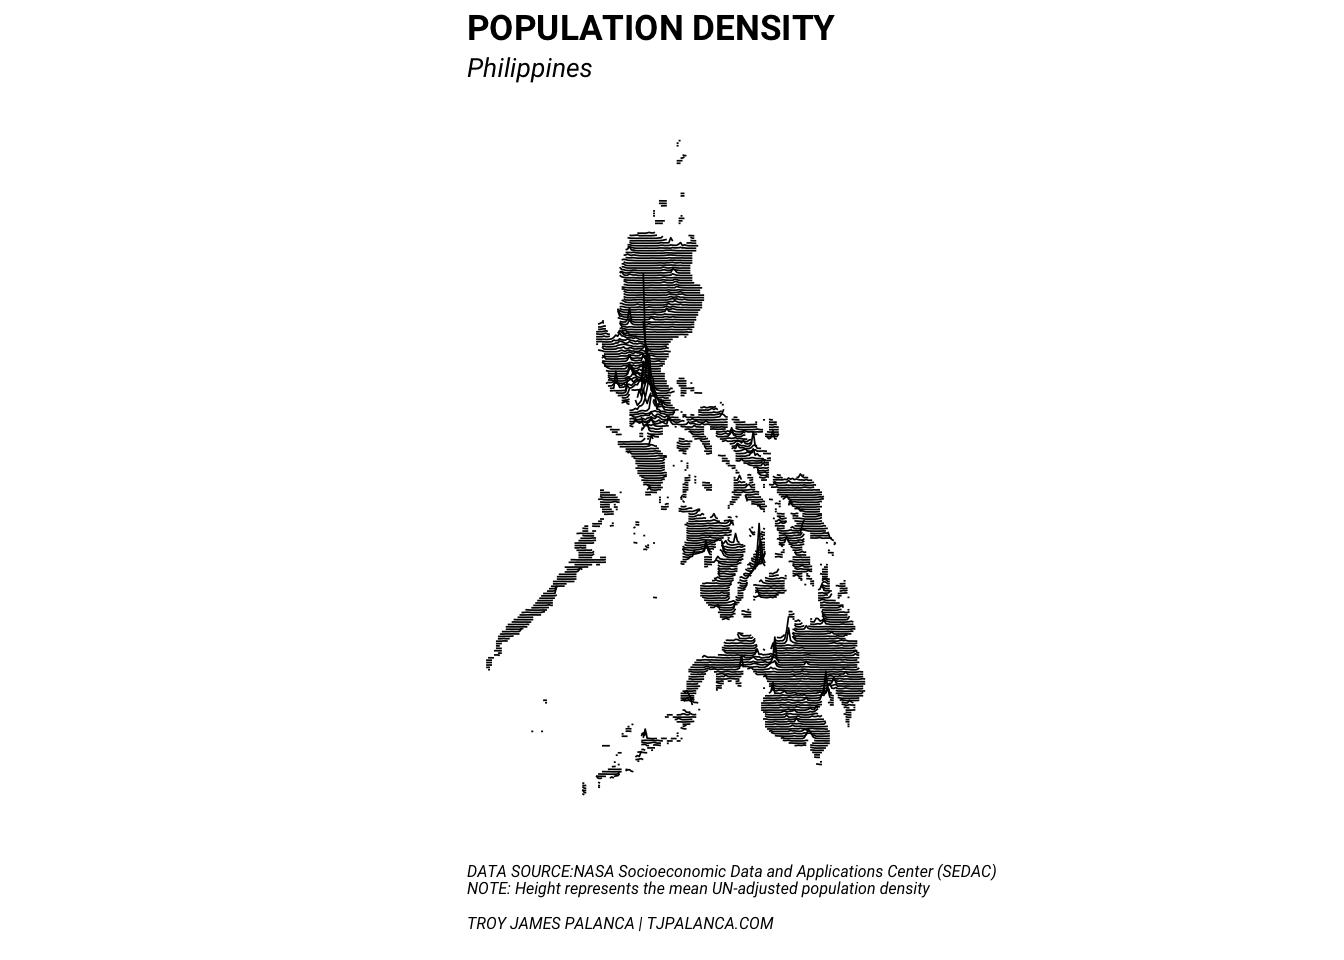 POPULATION DENSITY
Philippines
DATA SOURCE:NASA Socioeconomic Data and Applications Center (SEDAC)
NOTE: Height represents the mean UN-adjusted population density
TROY JAMES PALANCA | TJPALANCA.COM